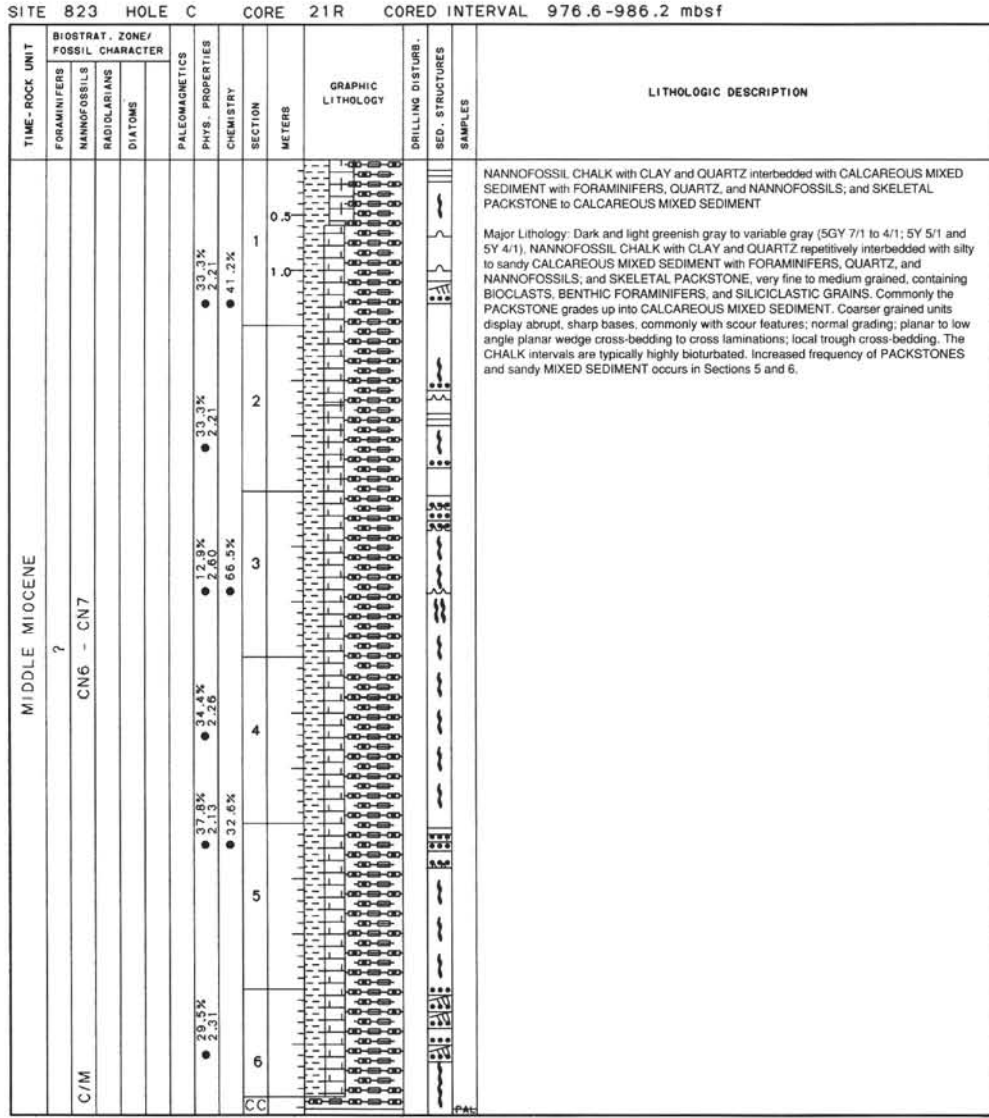 SITE 823 HOLE C CORE 21R CORED INTERVAL 976.6-986.2 mbsf
TIME-ROCK UNIT
BIOSTRAT. ZONE/
FOSSIL CHARACTER
FORAMINIFERS
NANNOFOSSILS
RADIOLARIANS
DIATOMS
PALEOMAGNETICS
PHYS. PROPERTIES
CHEMISTRY
SECTION
METERS
GRAPHIC
LITHOLOGY
DRILLING DISTURB.
SED. STRUCTURES
SAMPLES
LITHOLOGIC DESCRIPTION
NANNOFOSSIL CHALK with CLAY and QUARTZ interbedded with CALCAREOUS MIXED
SEDIMENT with FORAMINIFERS, QUARTZ, and NANNOFOSSILS; and SKELETAL
PACKSTONE to CALCAREOUS MIXED SEDIMENT
Major Lithology: Dark and light greenish gray to variable gray (5GY 7/1 to 4/1; 5Y 5/1 and
5Y 4/1), NANNOFOSSIL CHALK with CLAY and QUARTZ repetitively interbedded with silty
to sandy CALCAREOUS MIXED SEDIMENT with FORAMINIFERS, QUARTZ, and
NANNOFOSSILS; and SKELETAL PACKSTONE, very fine to medium grained, containing
BIOCLASTS, BENTHIC FORAMINIFERS, and SILICICLASTIC GRAINS. Commonly the
PACKSTONE grades up into CALCAREOUS MIXED SEDIMENT. Coarser grained units
display abrupt, sharp bases, commonly with scour features; normal grading; planar to low
angle planar wedge cross-bedding to cross laminations; local trough cross-bedding. The
CHALK intervals are typically highly bioturbated. Increased frequency of PACKSTONES
and sandy MIXED SEDIMENT occurs in Sections 5 and 6.
MIDDLE MIOCENE
?
CN6 - CN7
C/M
33.3%
2.21
41.2%
1
0.5
1.0
33.3%
2.21
2
12.9%
2.60
66.5%
3
34.4%
2.26
4
37.8%
2.13
32.6%
5
29.5%
2.31
6
CC
PAL